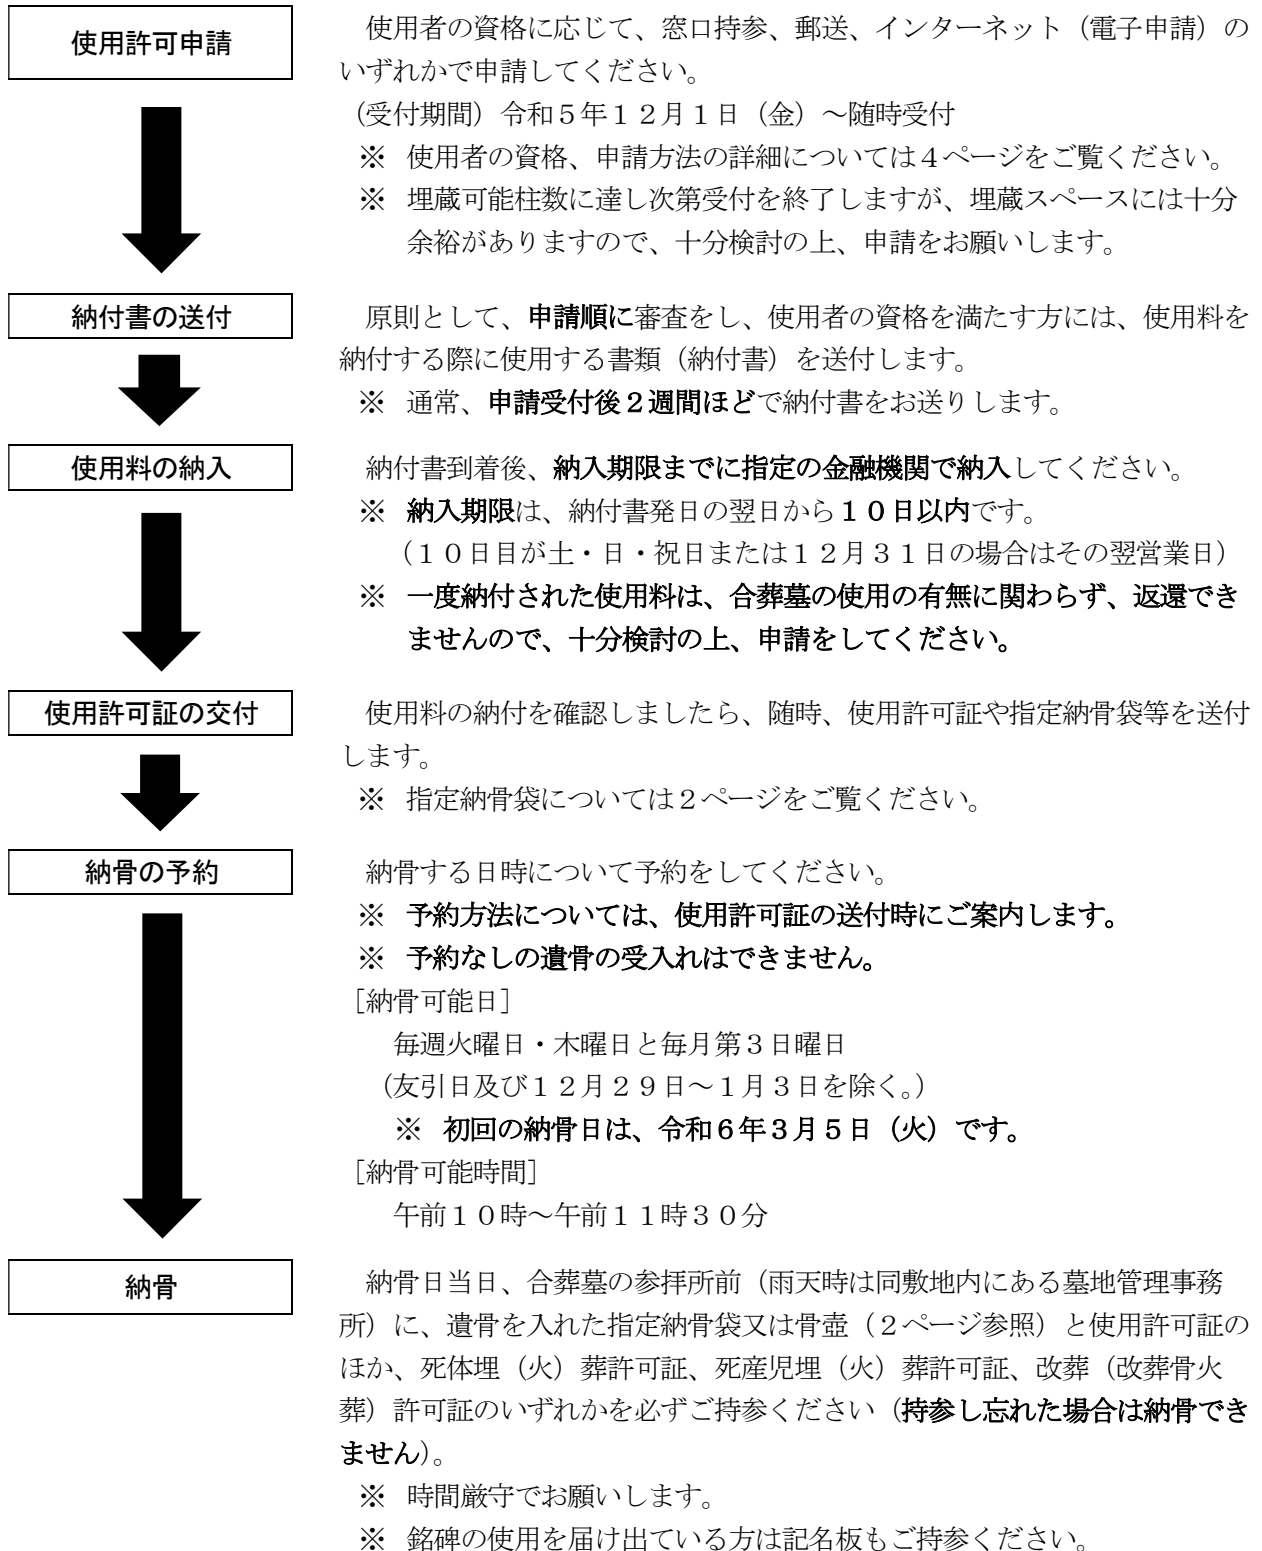 使用許可申請
使用者の資格に応じて、窓口持参、郵送、インターネット（電子申請）の
いずれかで申請してください。
（受付期間）令和５年１２月１日（金）～随時受付
※ 使用者の資格、申請方法の詳細については４ページをご覧ください。
※ 埋蔵可能柱数に達し次第受付を終了しますが、埋蔵スペースには十分
余裕がありますので、十分検討の上、申請をお願いします。
納付書の送付
原則として、申請順に審査をし、使用者の資格を満たす方には、使用料を
納付する際に使用する書類（納付書）を送付します。
※ 通常、申請受付後２週間ほどで納付書をお送りします。
使用料の納入
納付書到着後、納入期限までに指定の金融機関で納入してください。
※ 納入期限は、納付書発日の翌日から１０日以内です。
（１０日目が土・日・祝日または１２月３１日の場合はその翌営業日）
※ 一度納付された使用料は、合葬墓の使用の有無に関わらず、返還でき
ませんので、十分検討の上、申請をしてください。
使用許可証の交付
使用料の納付を確認しましたら、随時、使用許可証や指定納骨袋等を送付
します。
※ 指定納骨袋については２ページをご覧ください。
納骨の予約
納骨する日時について予約をしてください。
※ 予約方法については、使用許可証の送付時にご案内します。
※ 予約なしの遺骨の受入れはできません。
［納骨可能日］
毎週火曜日・木曜日と毎月第３日曜日
（友引日及び１２月２９日～１月３日を除く。）
※ 初回の納骨日は、令和６年３月５日（火）です。
［納骨可能時間］
午前１０時～午前１１時３０分
納骨
納骨日当日、合葬墓の参拝所前（雨天時は同敷地内にある墓地管理事務
所）に、遺骨を入れた指定納骨袋又は骨壺（２ページ参照）と使用許可証の
ほか、死体埋（火）葬許可証、死産児埋（火）葬許可証、改葬（改葬骨火
葬）許可証のいずれかを必ずご持参ください（持参し忘れた場合は納骨でき
ません）。
※ 時間厳守でお願いします。
※ 銘碑の使用を届け出ている方は記名板もご持参ください。